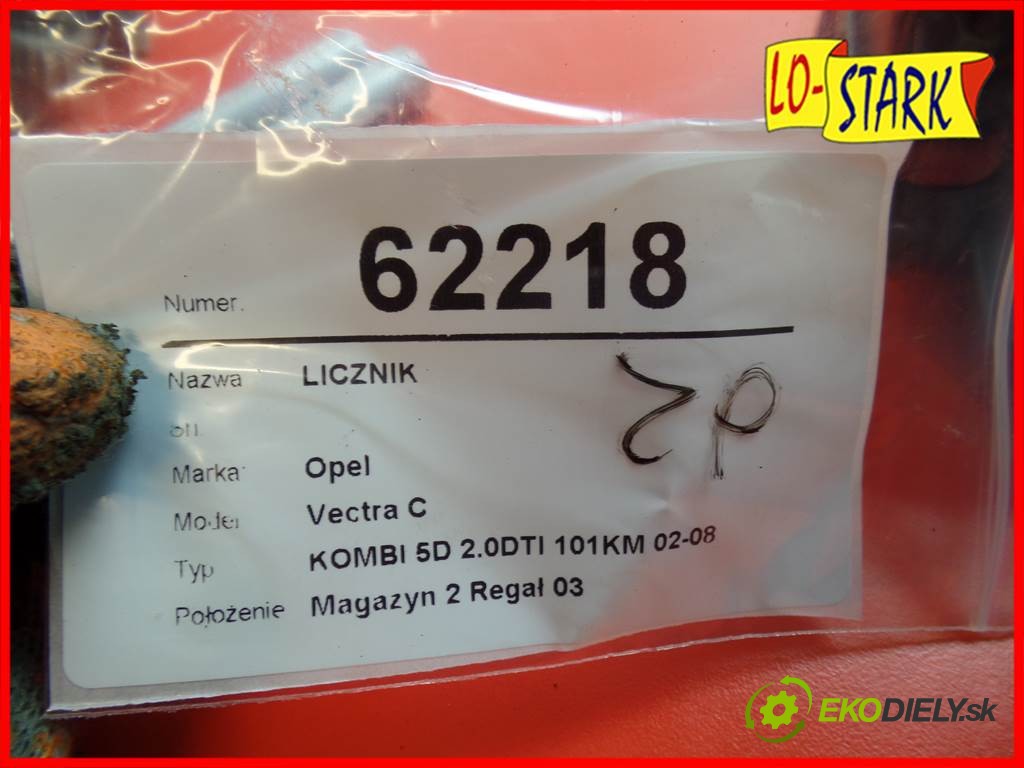 LO-STARK
Numer. 62218
Nazwa LICZNIK
Marka Opel
Model Vectra C
Typ KOMBI 5D 2.0DTI 101KM 02-08
Położenie Magazyn 2 Regał 03
EKODIELY.sk